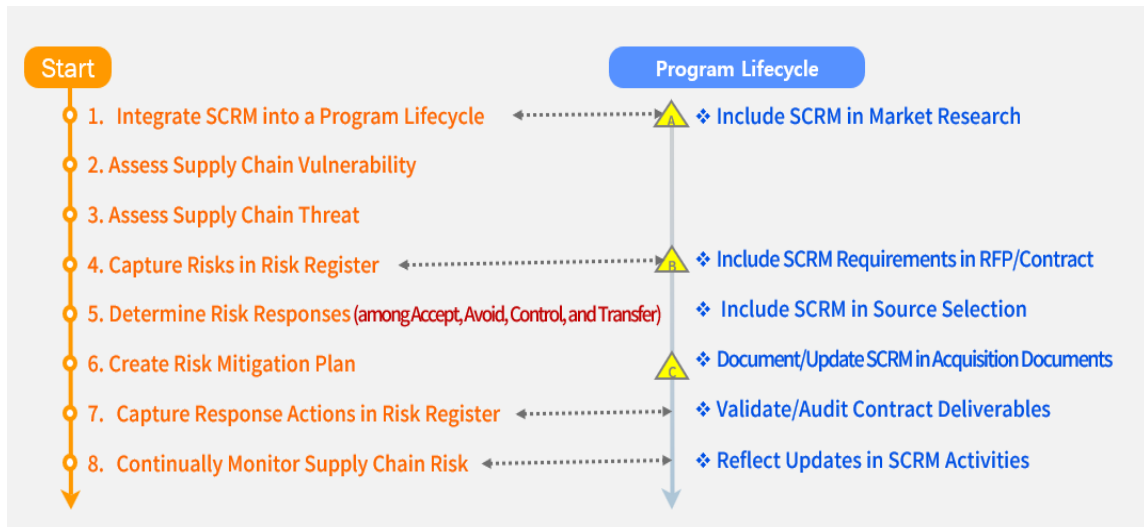 Start
Program Lifecycle
1. Integrate SCRM into a Program Lifecycle
A
❖ Include SCRM in Market Research
2. Assess Supply Chain Vulnerability
3. Assess Supply Chain Threat
4. Capture Risks in Risk Register
B
❖ Include SCRM Requirements in RFP/Contract
5. Determine Risk Responses (among Accept, Avoid, Control, and Transfer)
❖ Include SCRM in Source Selection
6. Create Risk Mitigation Plan
C
❖ Document/Update SCRM in Acquisition Documents
7. Capture Response Actions in Risk Register
❖ Validate/Audit Contract Deliverables
8. Continually Monitor Supply Chain Risk
❖ Reflect Updates in SCRM Activities